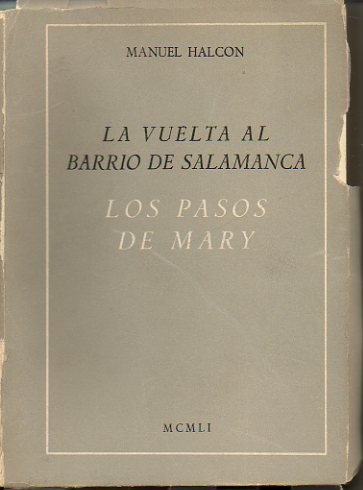 MANUEL HALCON
LA VUELTA AL
BARRIO DE SALAMANCA
LOS PASOS
DE MARY
MCMLI